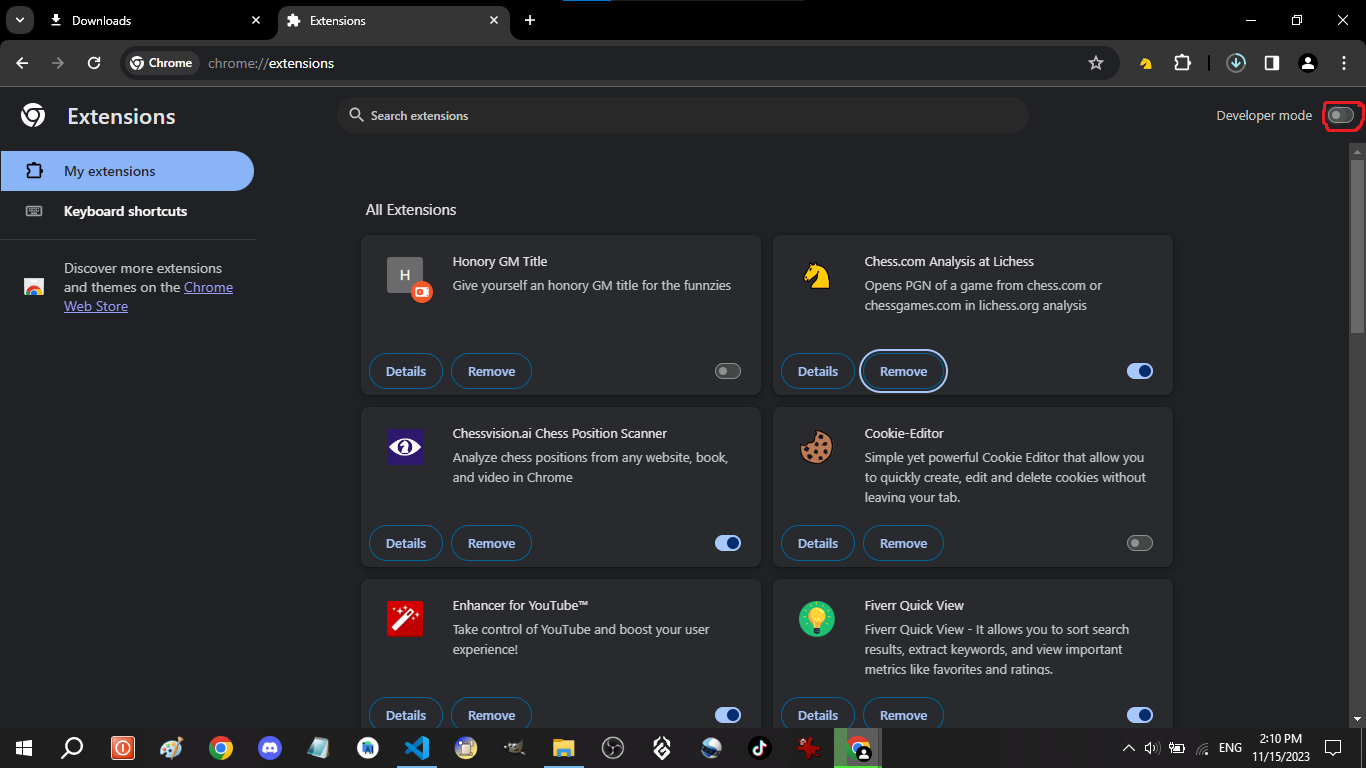 Downloads
Extensions
Chrome
chrome://extensions
Extensions
Search extensions
Developer mode
My extensions
Keyboard shortcuts
Discover more extensions
and themes on the Chrome
Web Store
All Extensions
H
Honory GM Title
Give yourself an honory GM title for the funnzies
Details
Remove
Chess.com Analysis at Lichess
Opens PGN of a game from chess.com or
chessgames.com in lichess.org analysis
Details
Remove
Chessvision.ai Chess Position Scanner
Analyze chess positions from any website, book,
and video in Chrome
Details
Remove
Cookie-Editor
Simple yet powerful Cookie Editor that allow you
to quickly create, edit and delete cookies without
leaving your tab.
Details
Remove
Enhancer for YouTube™
Take control of YouTube and boost your user
experience!
Details
Remove
Fiverr Quick View
Fiverr Quick View - It allows you to sort search
results, extract keywords, and view important
metrics like favorites and ratings.
Details
Remove
ENG
2:10 PM
11/15/2023